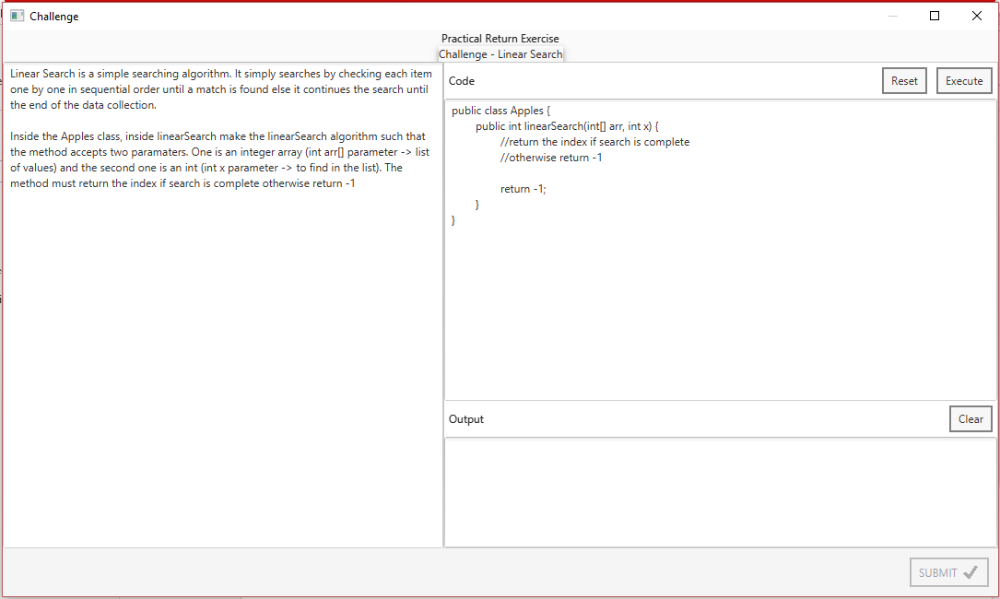 Challenge
Practical Return Exercise
Challenge - Linear Search
Linear Search is a simple searching algorithm. It simply searches by checking each item
one by one in sequential order until a match is found else it continues the search until
the end of the data collection.
Inside the Apples class, inside linearSearch make the linearSearch algorithm such that
the method accepts two paramaters. One is an integer array (int arr[] parameter -> list
of values) and the second one is an int (int x parameter -> to find in the list). The
method must return the index if search is complete otherwise return -1
Code
Reset
Execute
public class Apples {
public int linearSearch(int[] arr, int x) {
//return the index if search is complete
//otherwise return -1
return -1;
}
}
Output
Clear
SUBMIT